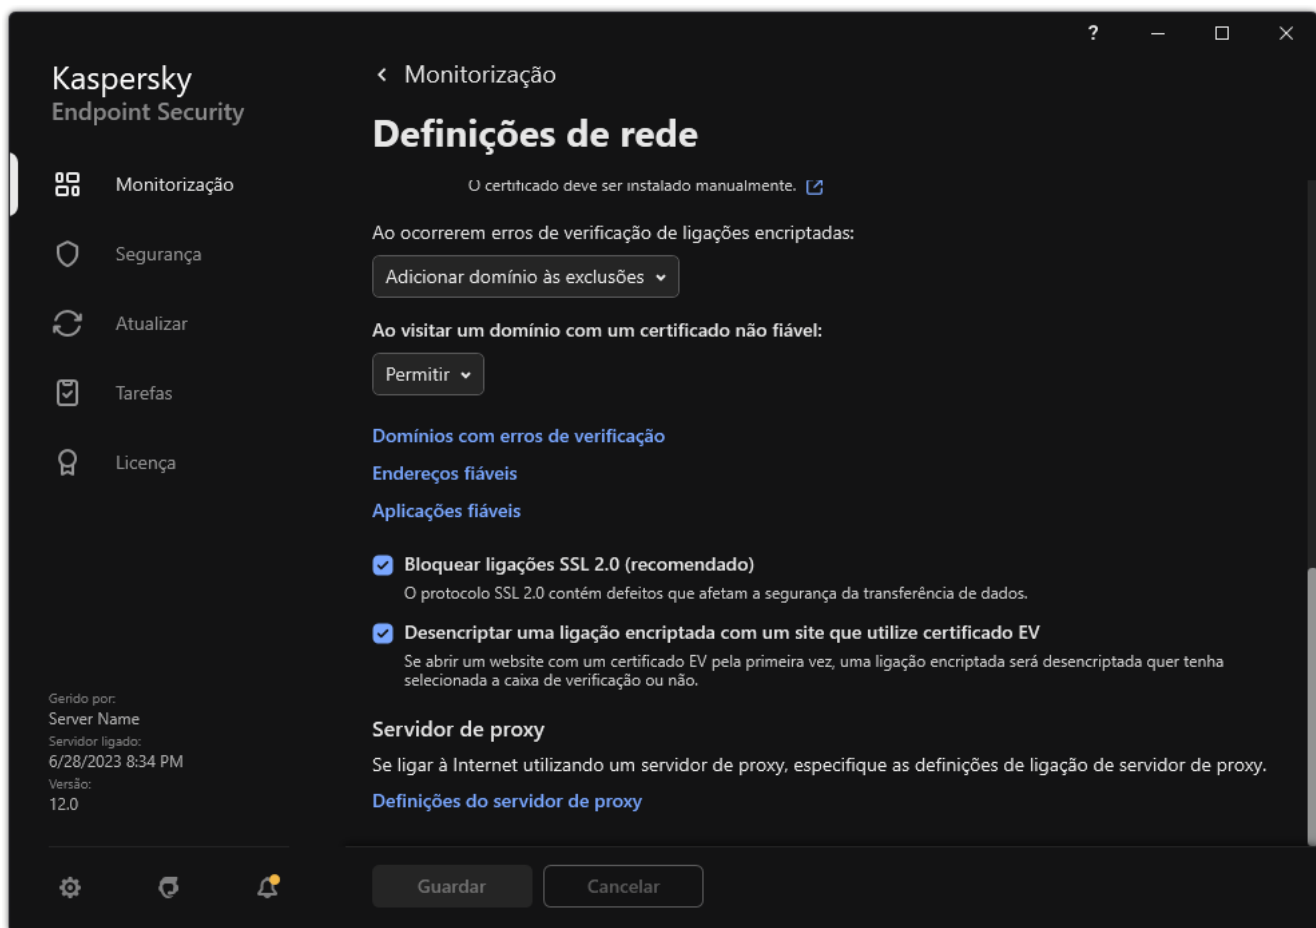 ?
Kaspersky
Endpoint Security
Monitorização
Segurança
Atualizar
Tarefas
Licença
Gerido por:
Server Name
Servidor ligado:
6/28/2023 8:34 PM
Versão:
12.0
Monitorização
Definições de rede
O certificado deve ser instalado manualmente.
Ao ocorrerem erros de verificação de ligações encriptadas:
Adicionar domínio às exclusões
Ao visitar um domínio com um certificado não fiável:
Permitir
Domínios com erros de verificação
Endereços fiáveis
Aplicações fiáveis
Bloquear ligações SSL 2.0 (recomendado)
O protocolo SSL 2.0 contém defeitos que afetam a segurança da transferência de dados.
Desencriptar uma ligação encriptada com um site que utilize certificado EV
Se abrir um website com um certificado EV pela primeira vez, uma ligação encriptada será desencriptada quer tenha
selecionada a caixa de verificação ou não.
Servidor de proxy
Se ligar à Internet utilizando um servidor de proxy, especifique as definições de ligação de servidor de proxy.
Definições do servidor de proxy
Guardar
Cancelar